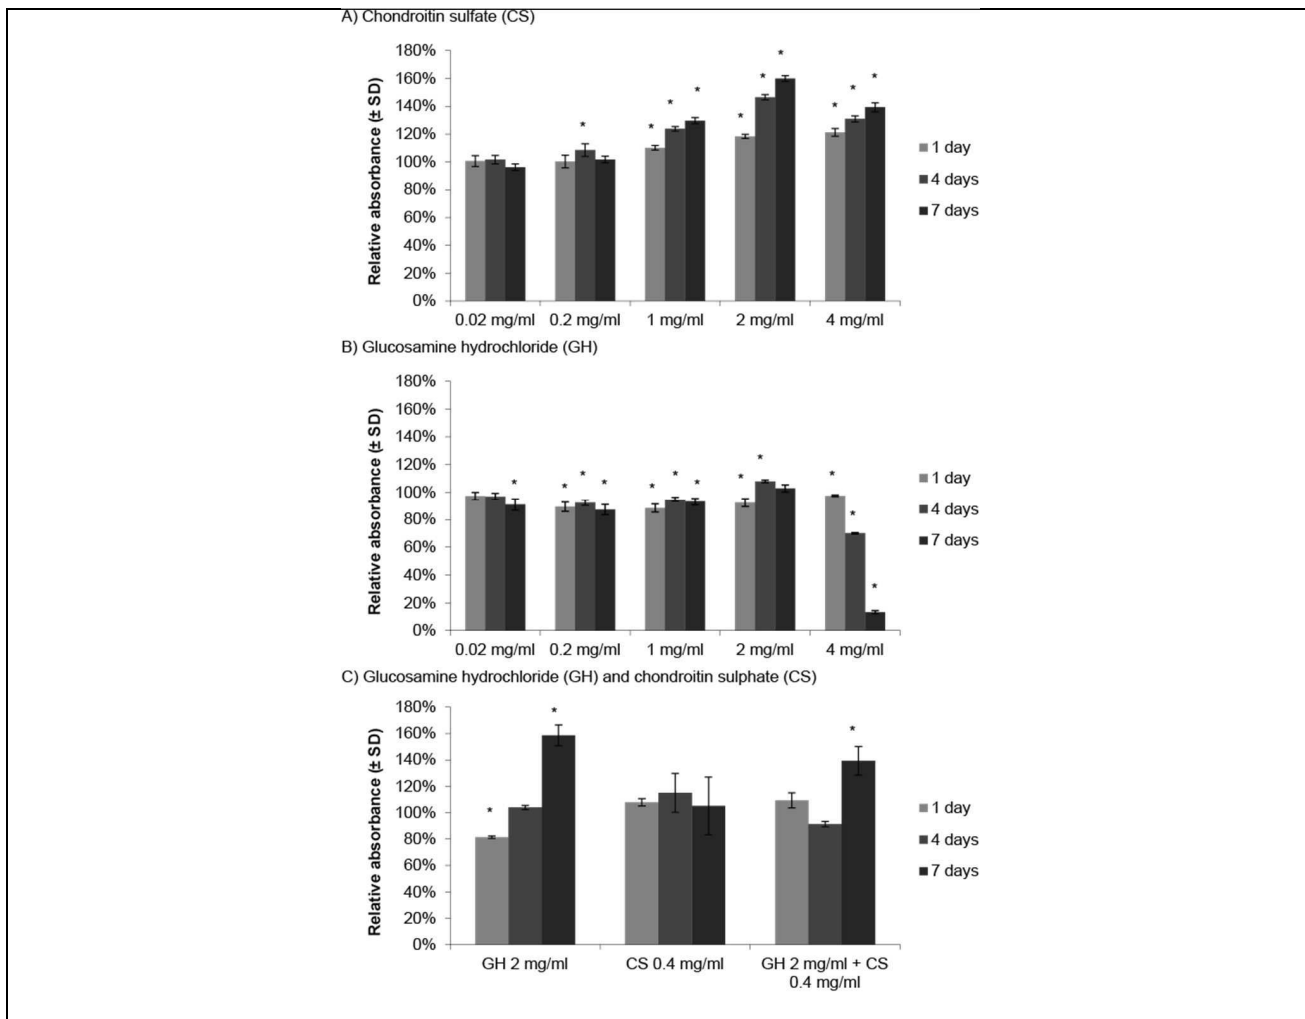 A) Chondroitin sulfate (CS)
Relative absorbance (± SD)
180%
160%
140%
120%
100%
80%
60%
40%
20%
0%
* * * * * * * * * *
0.02 mg/ml 0.2 mg/ml 1 mg/ml 2 mg/ml 4 mg/ml
1 day
4 days
7 days
B) Glucosamine hydrochloride (GH)
Relative absorbance (± SD)
180%
160%
140%
120%
100%
80%
60%
40%
20%
0%
* * * * * * * * * * * *
0.02 mg/ml 0.2 mg/ml 1 mg/ml 2 mg/ml 4 mg/ml
1 day
4 days
7 days
C) Glucosamine hydrochloride (GH) and chondroitin sulphate (CS)
Relative absorbance (± SD)
180%
160%
140%
120%
100%
80%
60%
40%
20%
0%
* * *
GH 2 mg/ml CS 0.4 mg/ml GH 2 mg/ml + CS
0.4 mg/ml
1 day
4 days
7 days